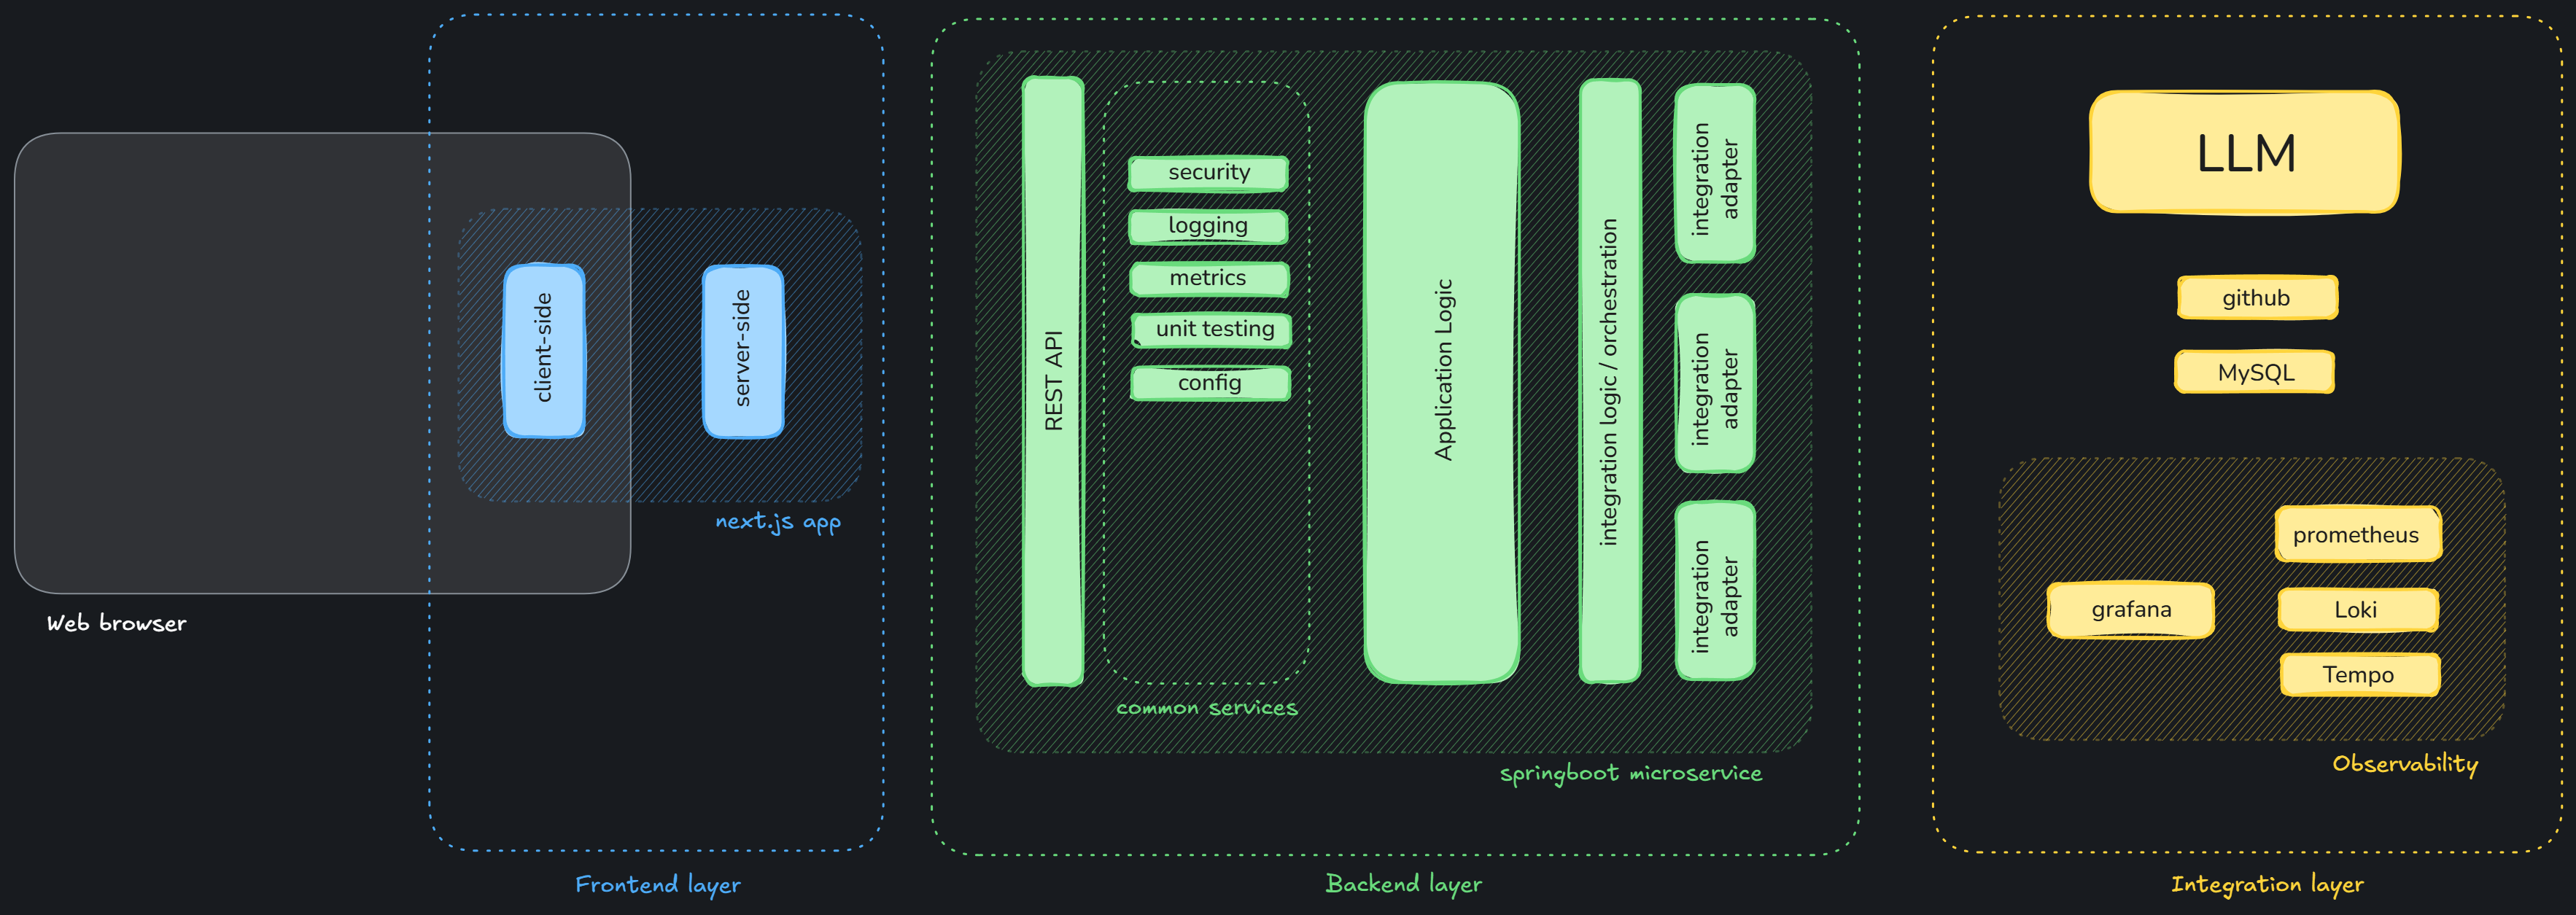 Web browser
client-side
server-side
next.js app
Frontend layer
REST API
security
logging
metrics
unit testing
config
common services
Application Logic
integration logic / orchestration
integration
adapter
integration
adapter
integration
adapter
springboot microservice
Backend layer
LLM
github
MySQL
grafana
prometheus
Loki
Tempo
Observability
Integration layer